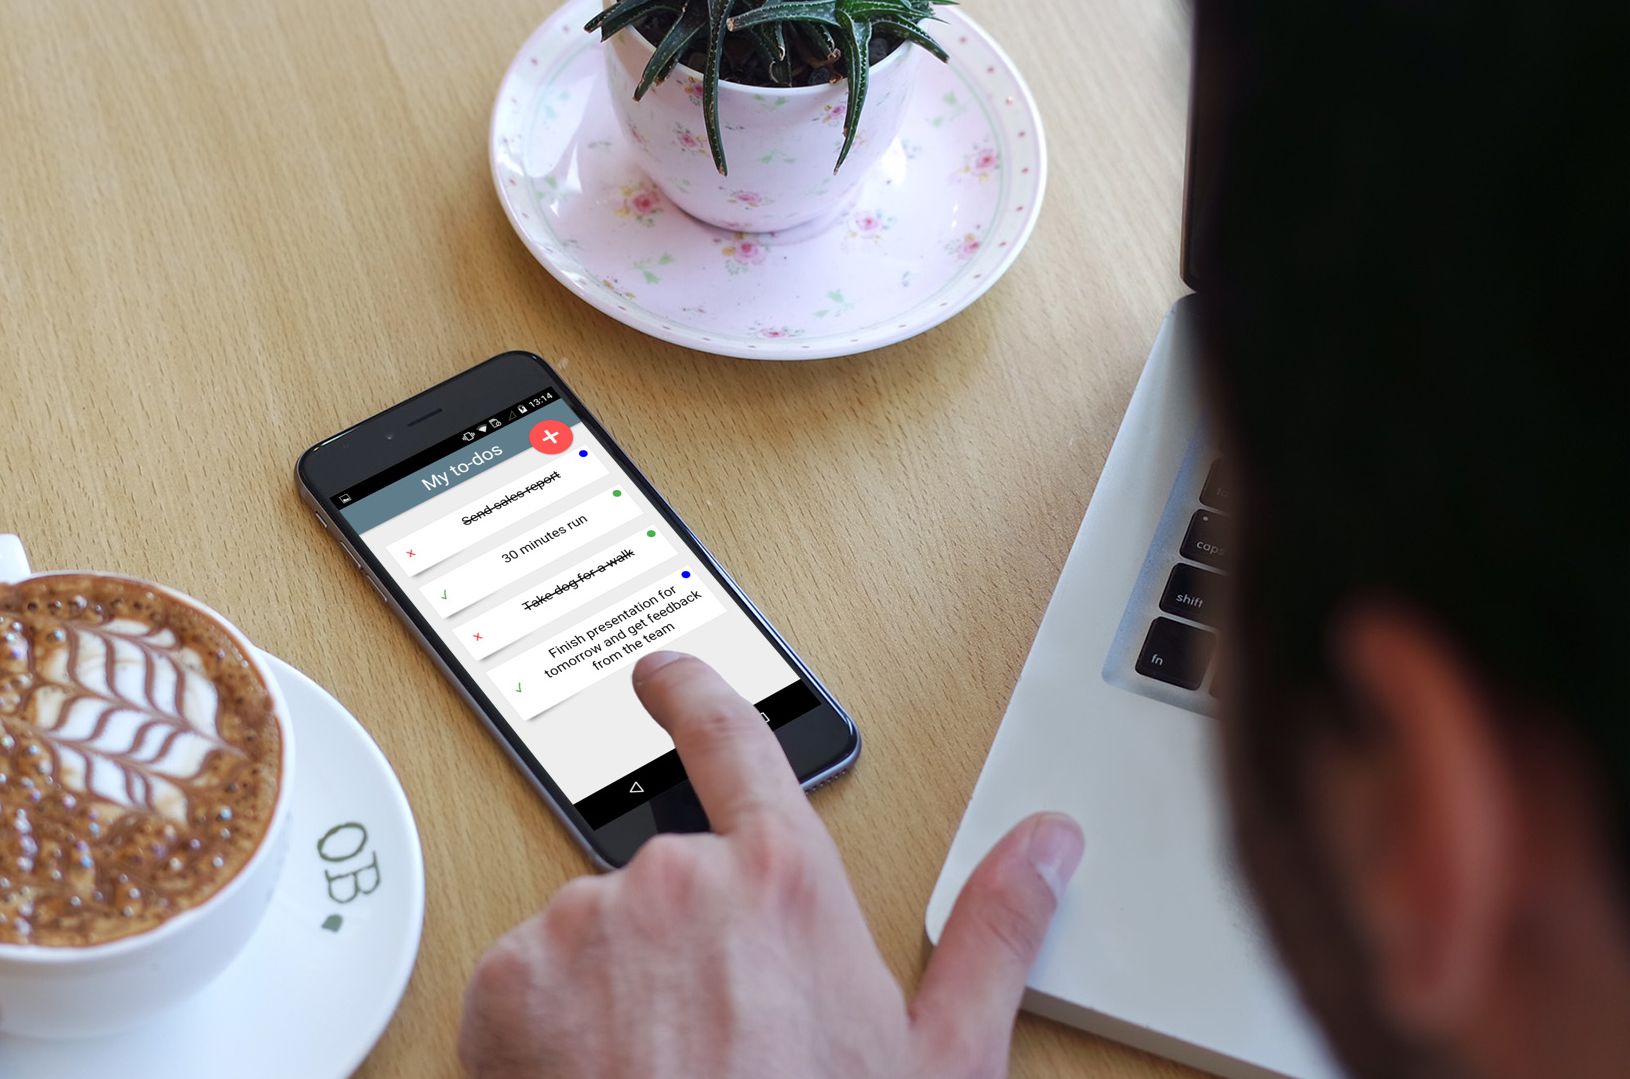 13:14
My to-dos
+
Send sales report
×
30 minutes run
✓
Take dog for a walk
×
Finish presentation for
tomorrow and get feedback
from the team
✓
OB.
caps
shift
fn